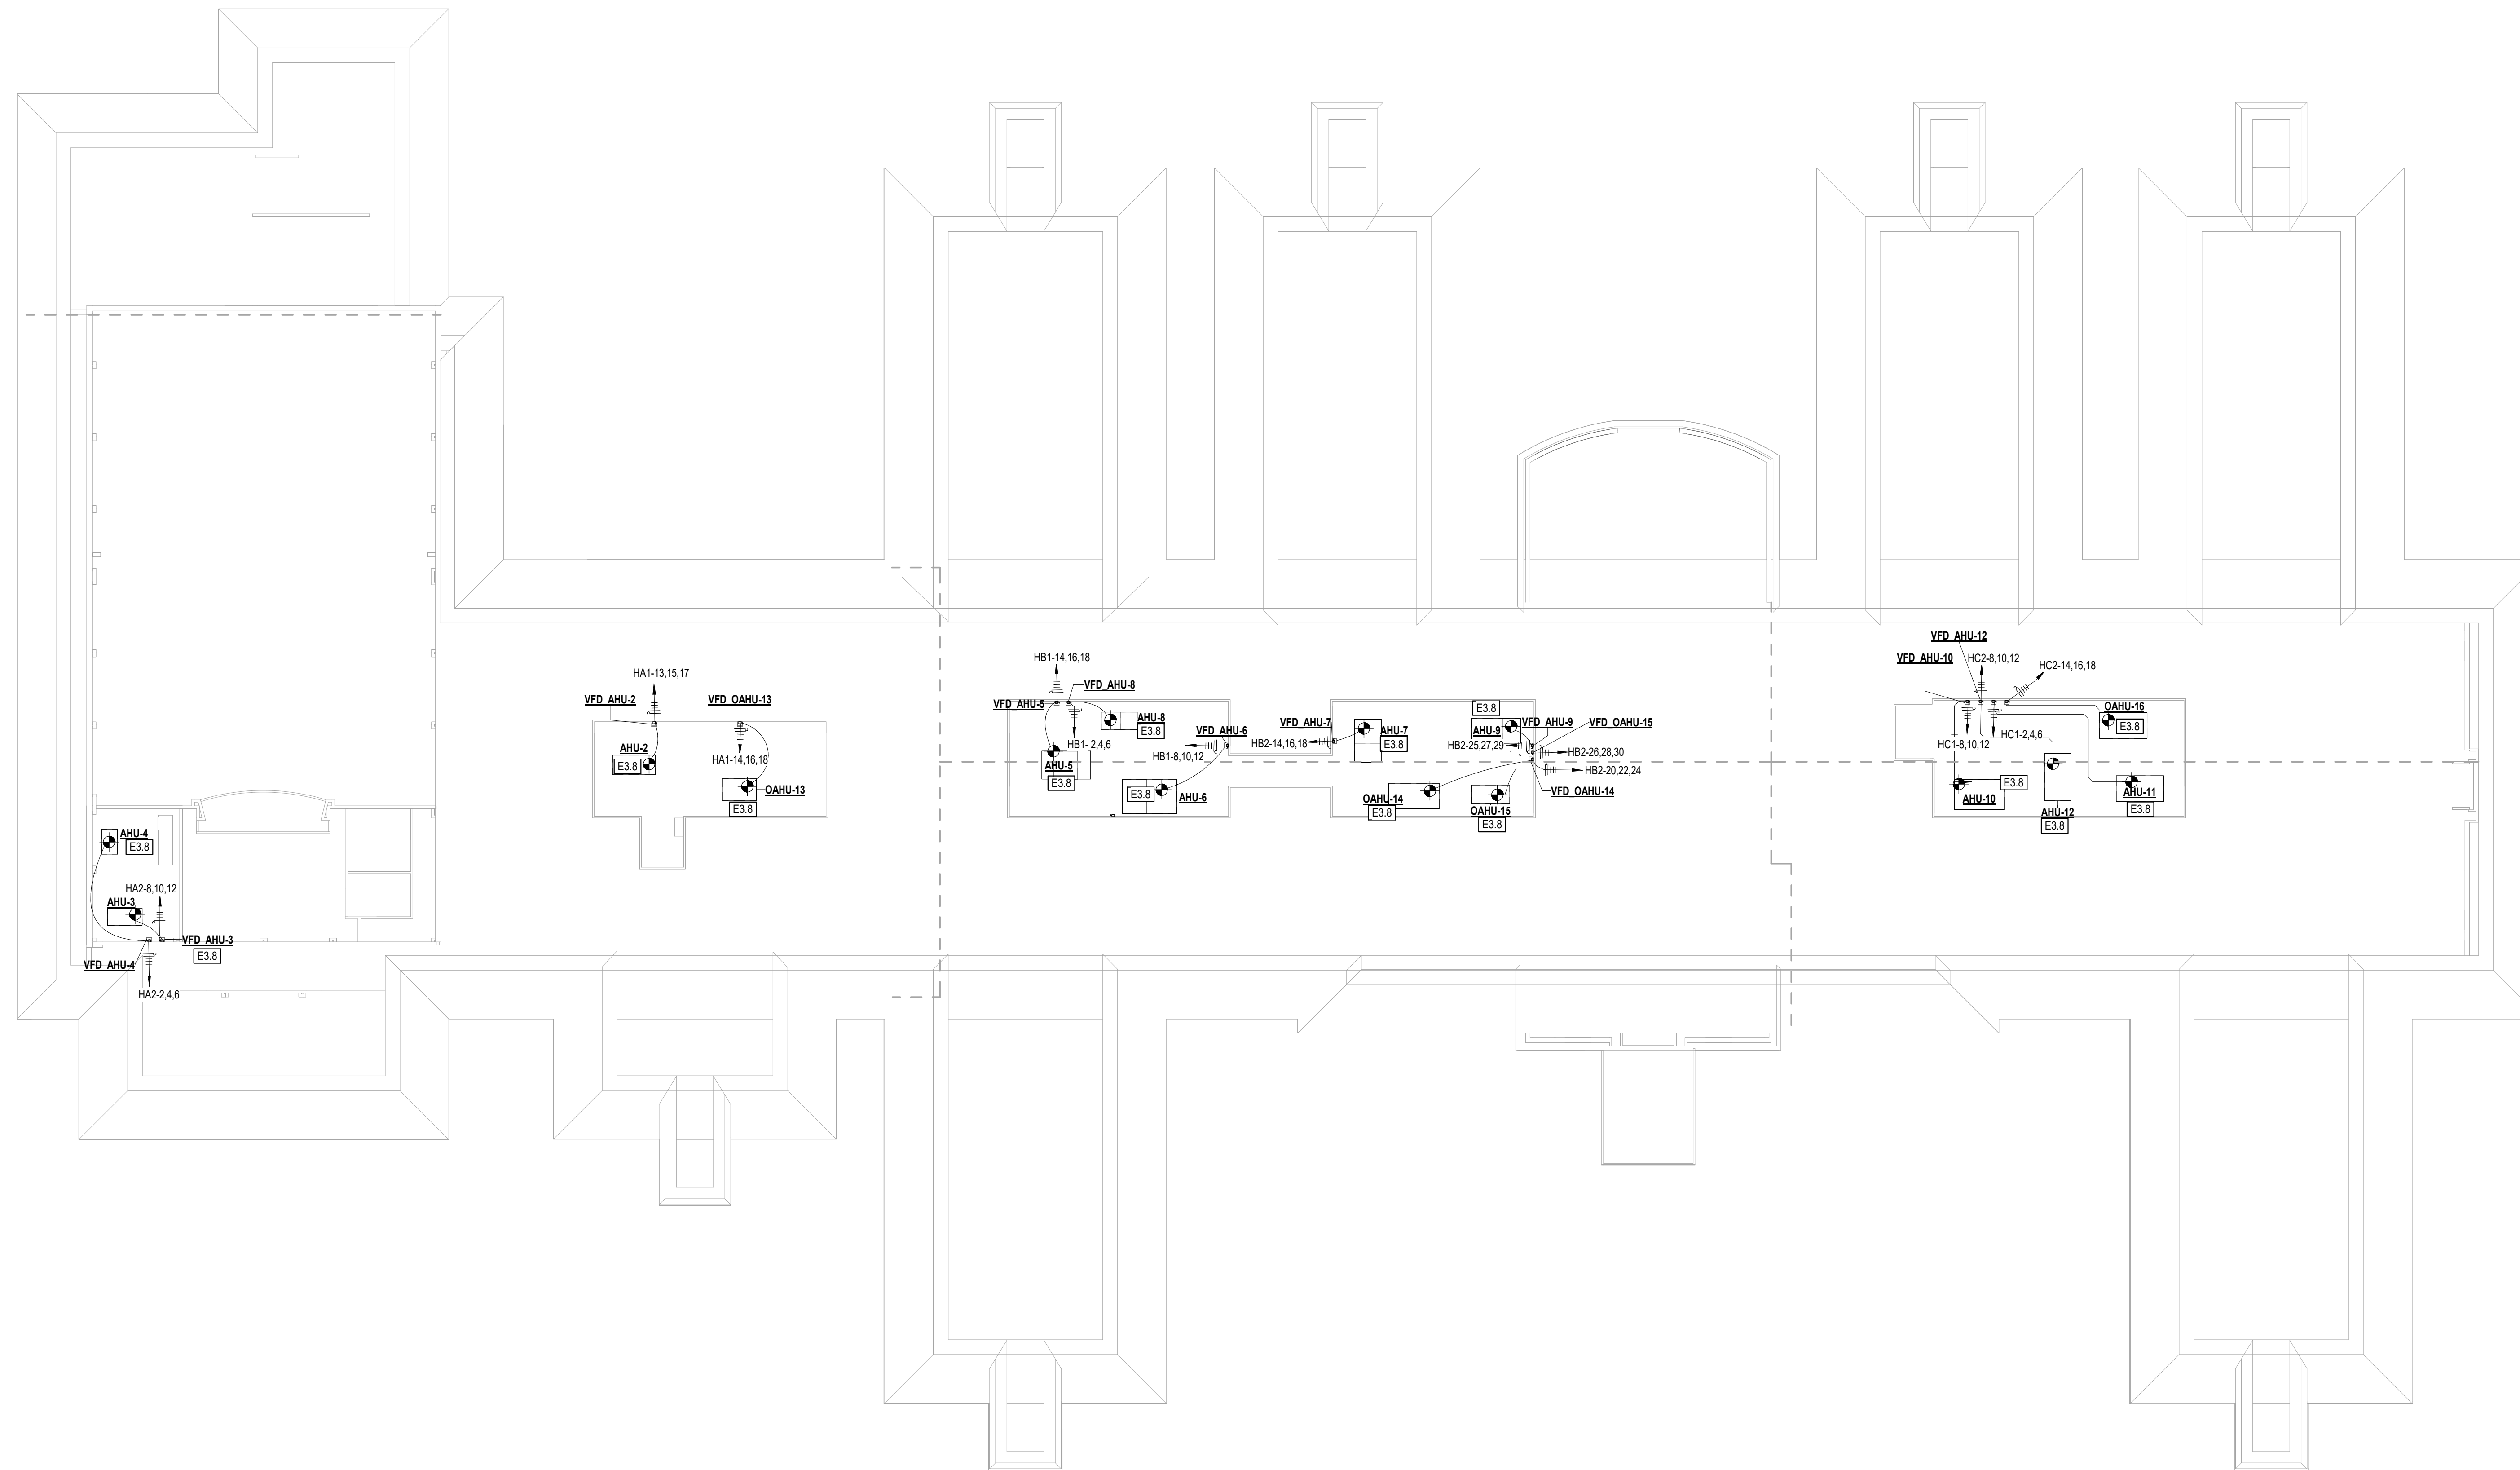 HA1-13,15,17
VFD AHU-2
VFD OAHU-13
AHU-2
E3.8
HA1-14,16,18
OAHU-13
E3.8
AHU-4
E3.8
HA2-8,10,12
AHU-3
VFD AHU-3
E3.8
VFD AHU-4
HA2-2,4,6
HB1-14,16,18
VFD AHU-8
VFD AHU-5
AHU-8
E3.8
VFD AHU-6
HB1- 2,4,6
HB1-8,10,12
AHU-5
E3.8
E3.8
AHU-6
VFD AHU-7
AHU-7
HB2-14,16,18
E3.8
E3.8
VFD AHU-9
VFD OAHU-15
AHU-9
HB2-25,27,29
HB2-26,28,30
HB2-20,22,24
VFD OAHU-14
OAHU-14
E3.8
OAHU-15
E3.8
VFD AHU-12
VFD AHU-10
HC2-8,10,12
HC2-14,16,18
OAHU-16
E3.8
HC1-2,4,6
HC1-8,10,12
E3.8
AHU-10
AHU-11
E3.8
AHU-12
E3.8